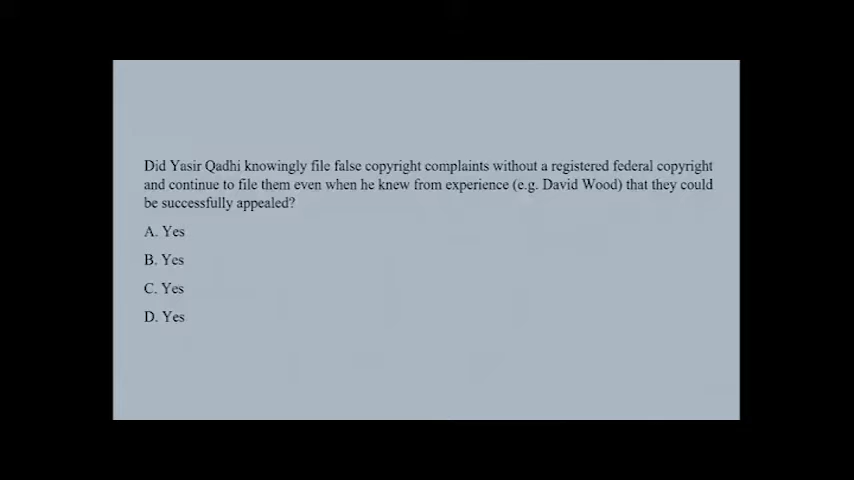 Did Yasir Qadhi knowingly file false copyright complaints without a registered federal copyright
and continue to file them even when he knew from experience (e.g. David Wood) that they could
be successfully appealed?
A. Yes
B. Yes
C. Yes
D. Yes